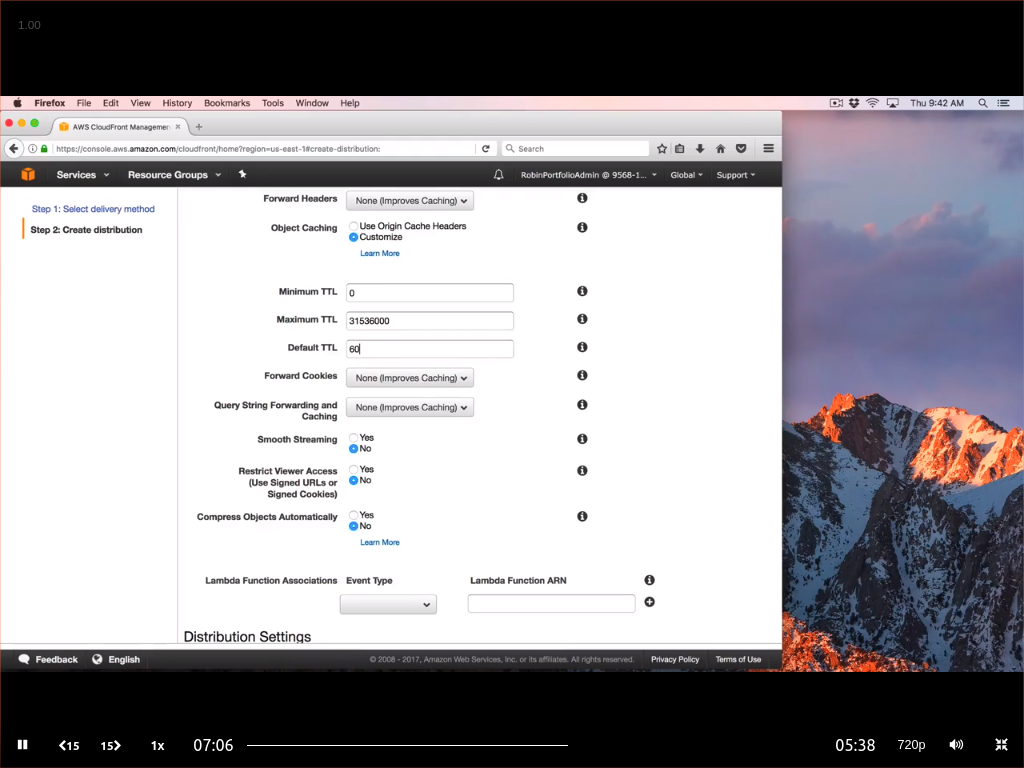 1.00
Firefox File Edit View History Bookmarks Tools Window Help Thu 9:42 AM
AWS CloudFront Managemen
https://console.aws.amazon.com/cloudfront/home?region=us-east-1#create-distribution: Search
Services Resource Groups RobinPortfolioAdmin @ 9568-1... Global Support
Step 1: Select delivery method
Step 2: Create distribution
Forward Headers None (Improves Caching)
Object Caching Use Origin Cache Headers
Customize
Learn More
Minimum TTL 0
Maximum TTL 31536000
Default TTL 60
Forward Cookies None (Improves Caching)
Query String Forwarding and Caching None (Improves Caching)
Smooth Streaming Yes
No
Restrict Viewer Access Yes
(Use Signed URLs or No
Signed Cookies)
Compress Objects Automatically Yes
No
Learn More
Lambda Function Associations Event Type Lambda Function ARN
Distribution Settings
Feedback English © 2008 - 2017, Amazon Web Services, Inc. or its affiliates. All rights reserved. Privacy Policy Terms of Use
15 15 1x 07:06 05:38 720p